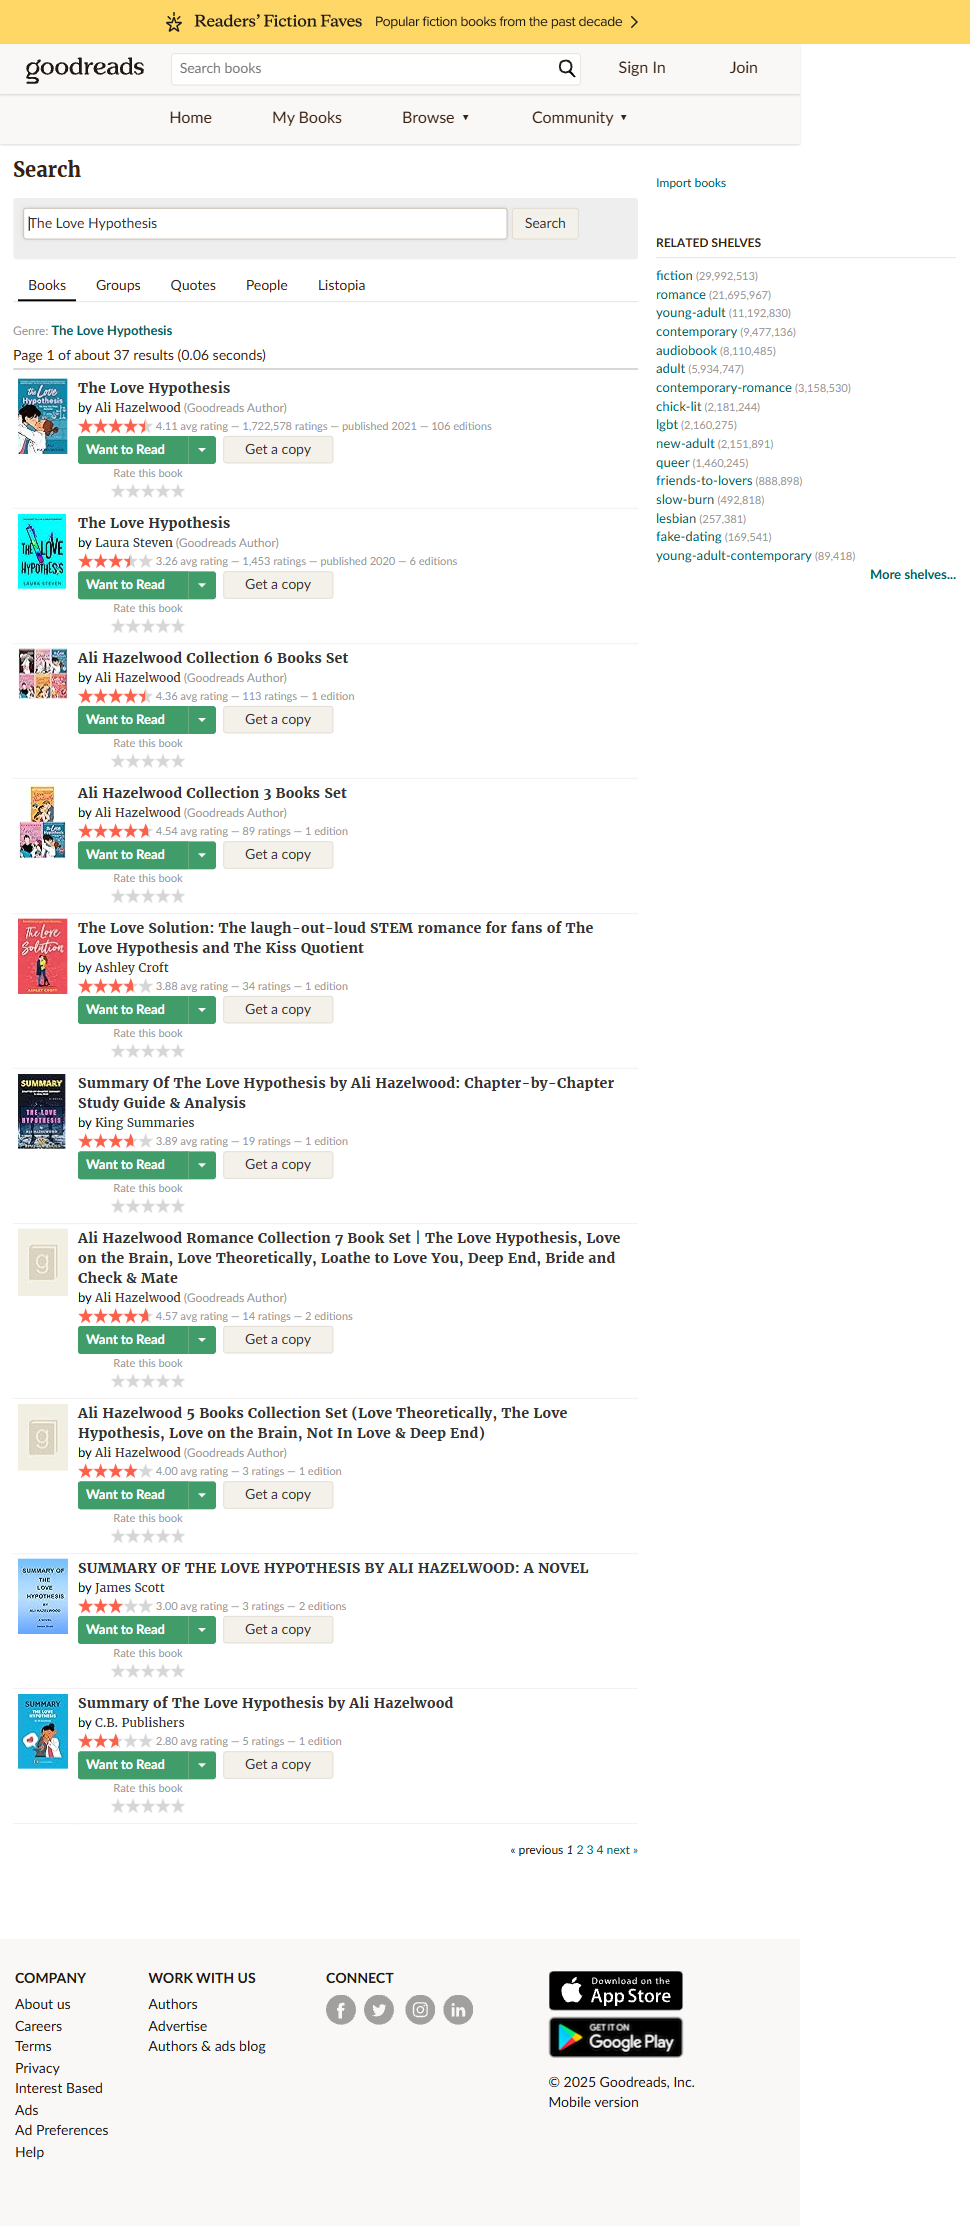 Readers' Fiction Faves Popular fiction books from the past decade
goodreads Search books Sign In Join
Home My Books Browse ▼ Community ▼
Search
The Love Hypothesis Search
Books Groups Quotes People Listopia
Genre: The Love Hypothesis
Page 1 of about 37 results (0.06 seconds)
The Love Hypothesis
by Ali Hazelwood (Goodreads Author)
4.11 avg rating — 1,722,578 ratings — published 2021 — 106 editions
Want to Read Get a copy
Rate this book
The Love Hypothesis
by Laura Steven (Goodreads Author)
3.26 avg rating — 1,453 ratings — published 2020 — 6 editions
Want to Read Get a copy
Rate this book
Ali Hazelwood Collection 6 Books Set
by Ali Hazelwood (Goodreads Author)
4.36 avg rating — 113 ratings — 1 edition
Want to Read Get a copy
Rate this book
Ali Hazelwood Collection 3 Books Set
by Ali Hazelwood (Goodreads Author)
4.54 avg rating — 89 ratings — 1 edition
Want to Read Get a copy
Rate this book
The Love Solution: The laugh-out-loud STEM romance for fans of The
Love Hypothesis and The Kiss Quotient
by Ashley Croft
3.88 avg rating — 34 ratings — 1 edition
Want to Read Get a copy
Rate this book
Summary Of The Love Hypothesis by Ali Hazelwood: Chapter-by-Chapter
Study Guide & Analysis
by King Summaries
3.89 avg rating — 19 ratings — 1 edition
Want to Read Get a copy
Rate this book
Ali Hazelwood Romance Collection 7 Book Set | The Love Hypothesis, Love
on the Brain, Love Theoretically, Loathe to Love You, Deep End, Bride and
Check & Mate
by Ali Hazelwood (Goodreads Author)
4.57 avg rating — 14 ratings — 2 editions
Want to Read Get a copy
Rate this book
Ali Hazelwood 5 Books Collection Set (Love Theoretically, The Love
Hypothesis, Love on the Brain, Not In Love & Deep End)
by Ali Hazelwood (Goodreads Author)
4.00 avg rating — 3 ratings — 1 edition
Want to Read Get a copy
Rate this book
SUMMARY OF THE LOVE HYPOTHESIS BY ALI HAZELWOOD: A NOVEL
by James Scott
3.00 avg rating — 3 ratings — 2 editions
Want to Read Get a copy
Rate this book
Summary of The Love Hypothesis by Ali Hazelwood
by C.B. Publishers
2.80 avg rating — 5 ratings — 1 edition
Want to Read Get a copy
Rate this book
« previous 1 2 3 4 next »
Import books
RELATED SHELVES
fiction (29,992,513)
romance (21,695,967)
young-adult (11,192,830)
contemporary (9,477,136)
audiobook (8,110,485)
adult (5,934,747)
contemporary-romance (3,158,530)
chick-lit (2,181,244)
lgbt (2,160,275)
new-adult (2,151,891)
queer (1,460,245)
friends-to-lovers (888,898)
slow-burn (492,818)
lesbian (257,381)
fake-dating (169,541)
young-adult-contemporary (89,418)
More shelves...
COMPANY
About us
Careers
Terms
Privacy
Interest Based
Ads
Ad Preferences
Help
WORK WITH US
Authors
Advertise
Authors & ads blog
CONNECT
Download on the
App Store
GET IT ON
Google Play
© 2025 Goodreads, Inc.
Mobile version